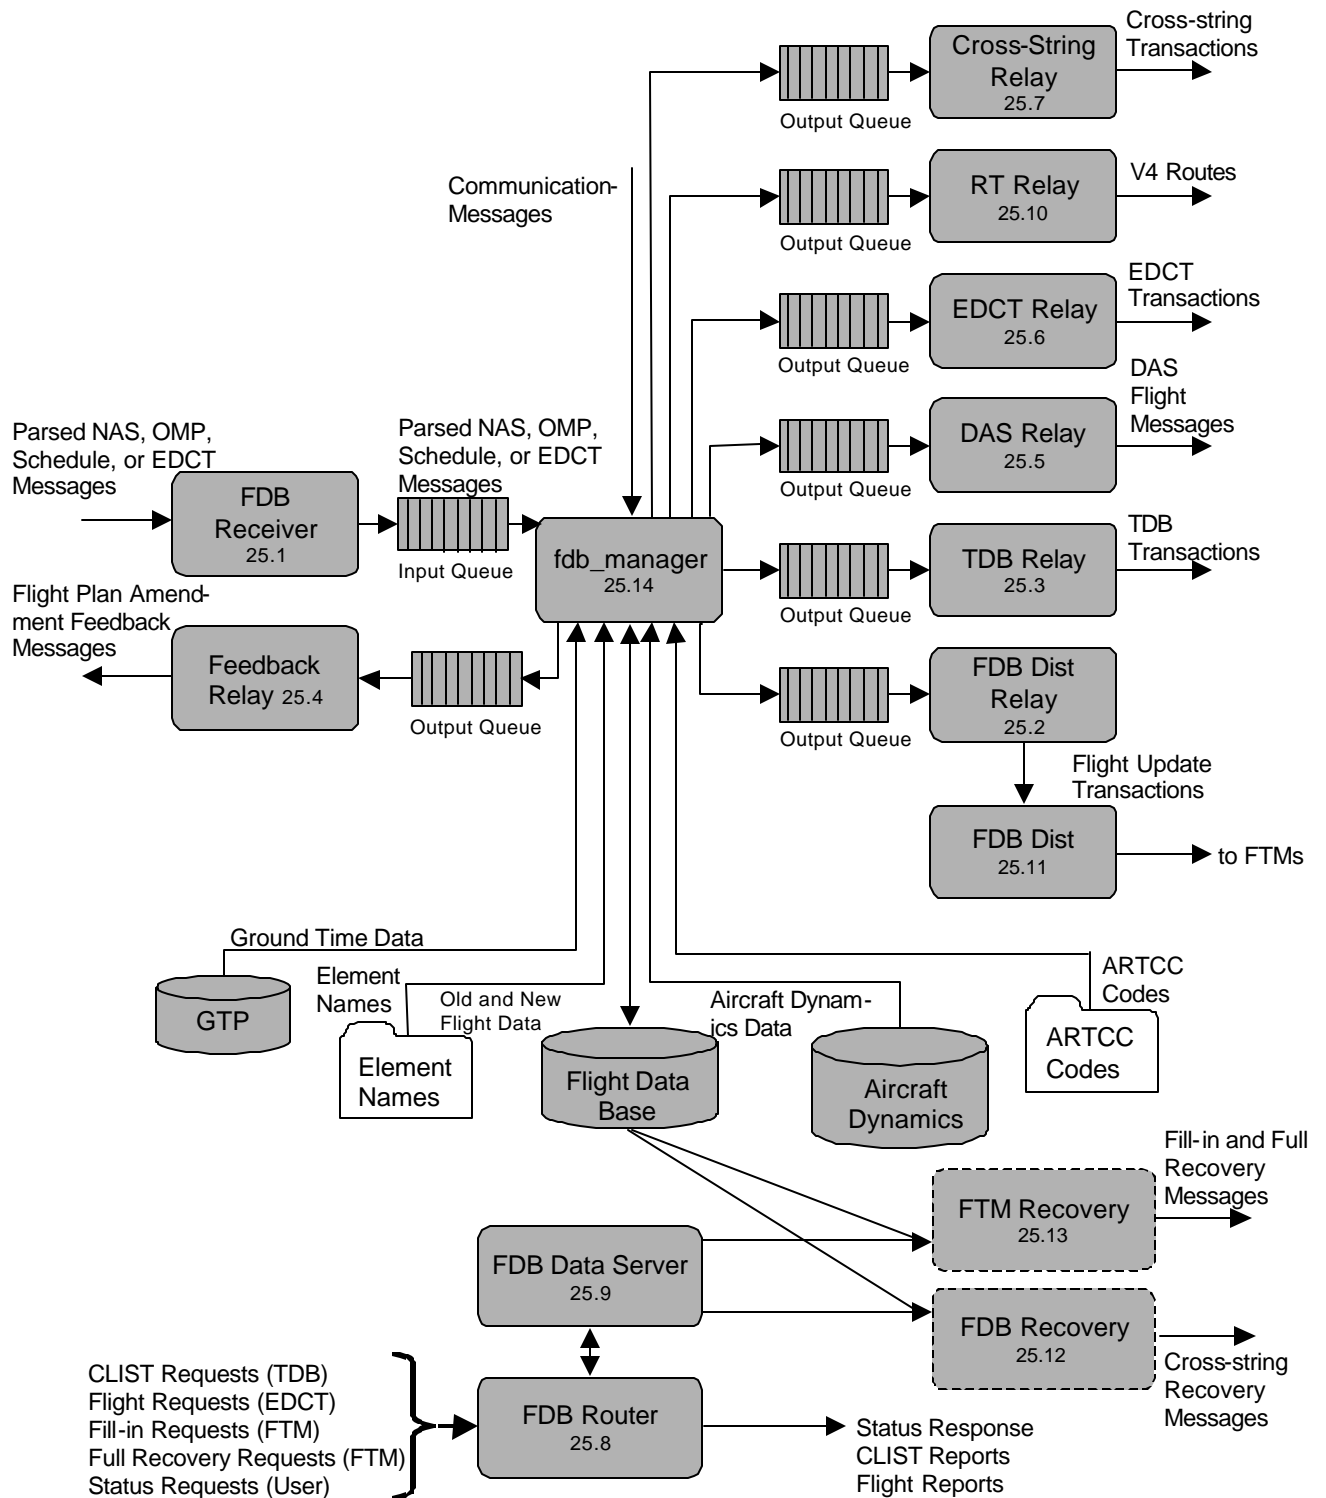 Cross-string
Transactions
Cross-String
Relay
25.7
Output Queue
Communication-
Messages
RT Relay
25.10
V4 Routes
Output Queue
EDCT Relay
25.6
EDCT
Transactions
Output Queue
DAS Relay
25.5
DAS
Flight
Messages
Output Queue
Parsed NAS, OMP,
Schedule, or EDCT
Messages
FDB
Receiver
25.1
Parsed NAS, OMP,
Schedule, or EDCT
Messages
Input Queue
fdb_manager
25.14
TDB Relay
25.3
TDB
Transactions
Output Queue
Flight Plan Amend-
ment Feedback
Messages
Feedback
Relay 25.4
Output Queue
FDB Dist
Relay
25.2
Output Queue
Flight Update
Transactions
FDB Dist
25.11
to FTMs
Ground Time Data
GTP
Element
Names
Element
Names
Old and New
Flight Data
Flight Data
Base
Aircraft Dynam-
ics Data
Aircraft
Dynamics
ARTCC
Codes
ARTCC
Codes
FTM Recovery
25.13
Fill-in and Full
Recovery
Messages
FDB Data Server
25.9
FDB Recovery
25.12
Cross-string
Recovery
Messages
CLIST Requests (TDB)
Flight Requests (EDCT)
Fill-in Requests (FTM)
Full Recovery Requests (FTM)
Status Requests (User)
FDB Router
25.8
Status Response
CLIST Reports
Flight Reports